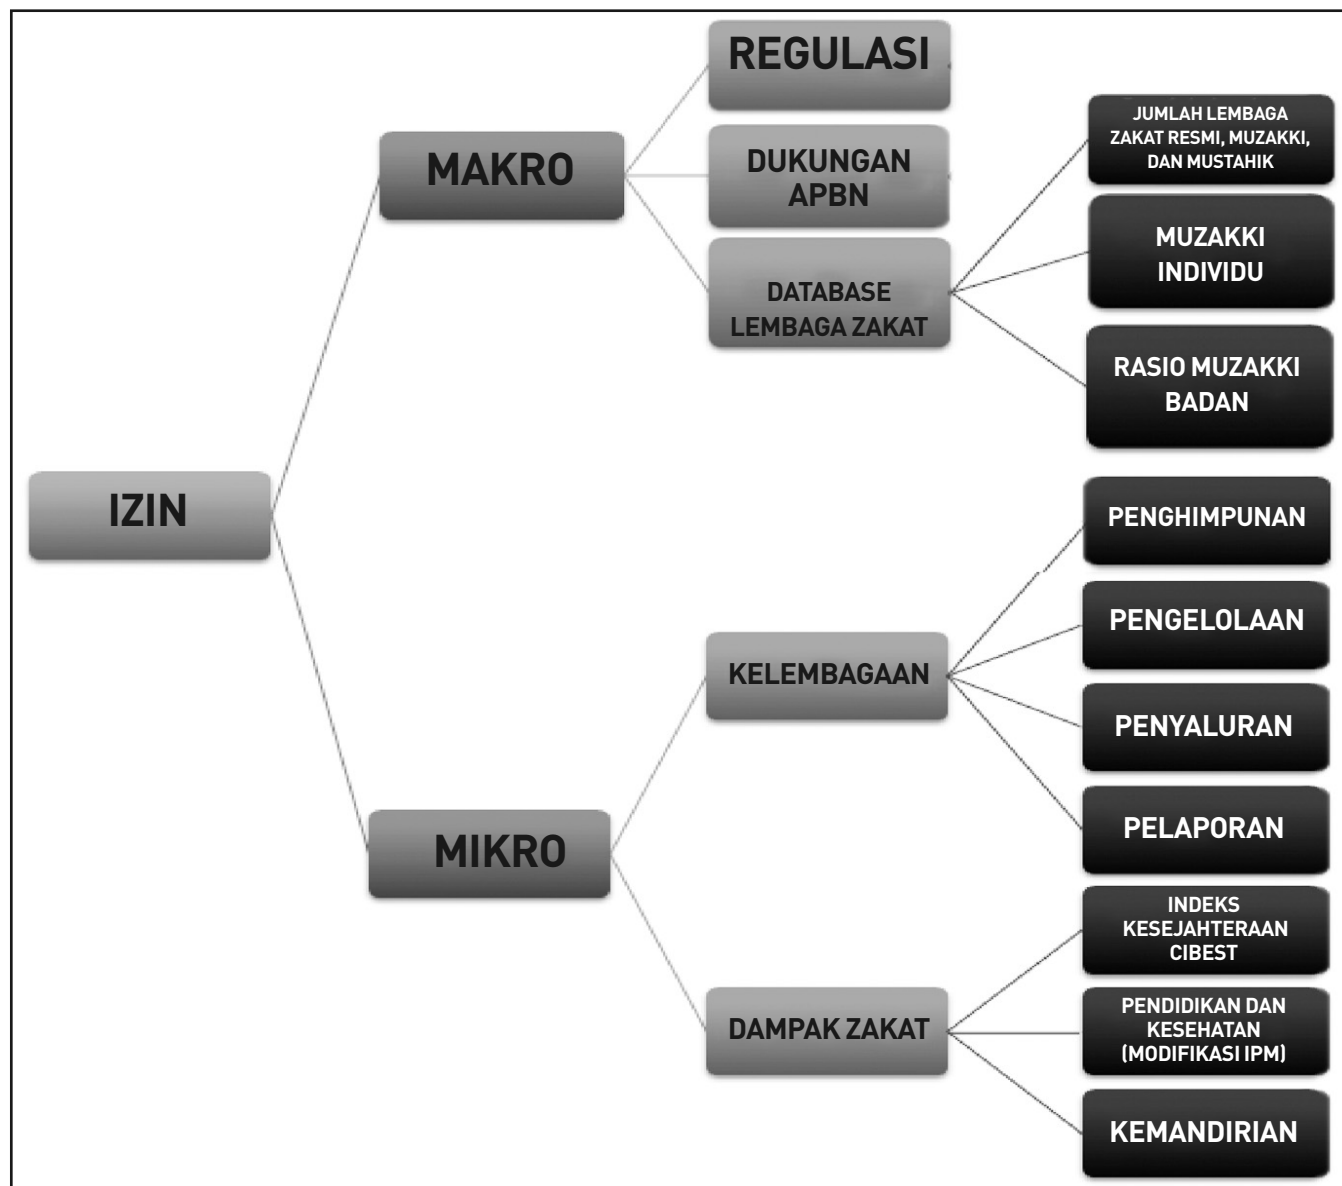 IZIN
MAKRO
REGULASI
DUKUNGAN
APBN
DATABASE
LEMBAGA ZAKAT
JUMLAH LEMBAGA
ZAKAT RESMI, MUZAKKI,
DAN MUSTAHIK
MUZAKKI
INDIVIDU
RASIO MUZAKKI
BADAN
MIKRO
KELEMBAGAAN
PENGHIMPUNAN
PENGELOLAAN
PENYALURAN
PELAPORAN
DAMPAK ZAKAT
INDEKS
KESEJAHTERAAN
CIBEST
PENDIDIKAN DAN
KESEHATAN
(MODIFIKASI IPM)
KEMANDIRIAN